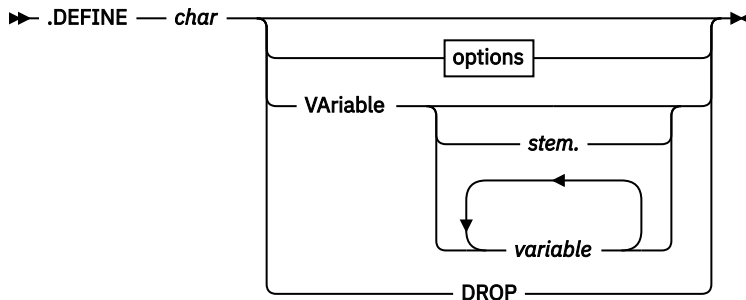 .DEFINE char
options
VAriable
stem.
variable
DROP